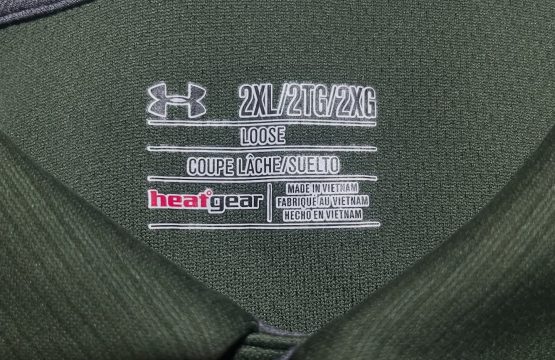 2XL/2TG/2XG
LOOSE
COUPE LÂCHE/SUELTO
heatgear
MADE IN VIETNAM
FABRIQUÉ AU VIETNAM
HECHO EN VIETNAM